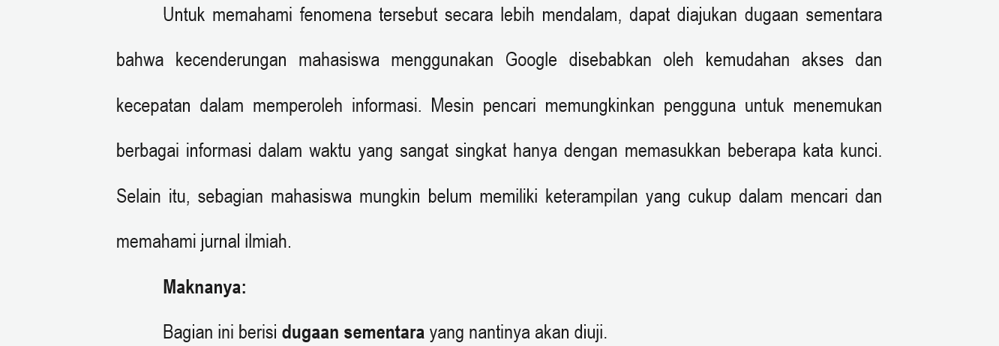 Untuk memahami fenomena tersebut secara lebih mendalam, dapat diajukan dugaan sementara
bahwa kecenderungan mahasiswa menggunakan Google disebabkan oleh kemudahan akses dan
kecepatan dalam memperoleh informasi. Mesin pencari memungkinkan pengguna untuk menemukan
berbagai informasi dalam waktu yang sangat singkat hanya dengan memasukkan beberapa kata kunci.
Selain itu, sebagian mahasiswa mungkin belum memiliki keterampilan yang cukup dalam mencari dan
memahami jurnal ilmiah.
Maknanya:
Bagian ini berisi dugaan sementara yang nantinya akan diuji.